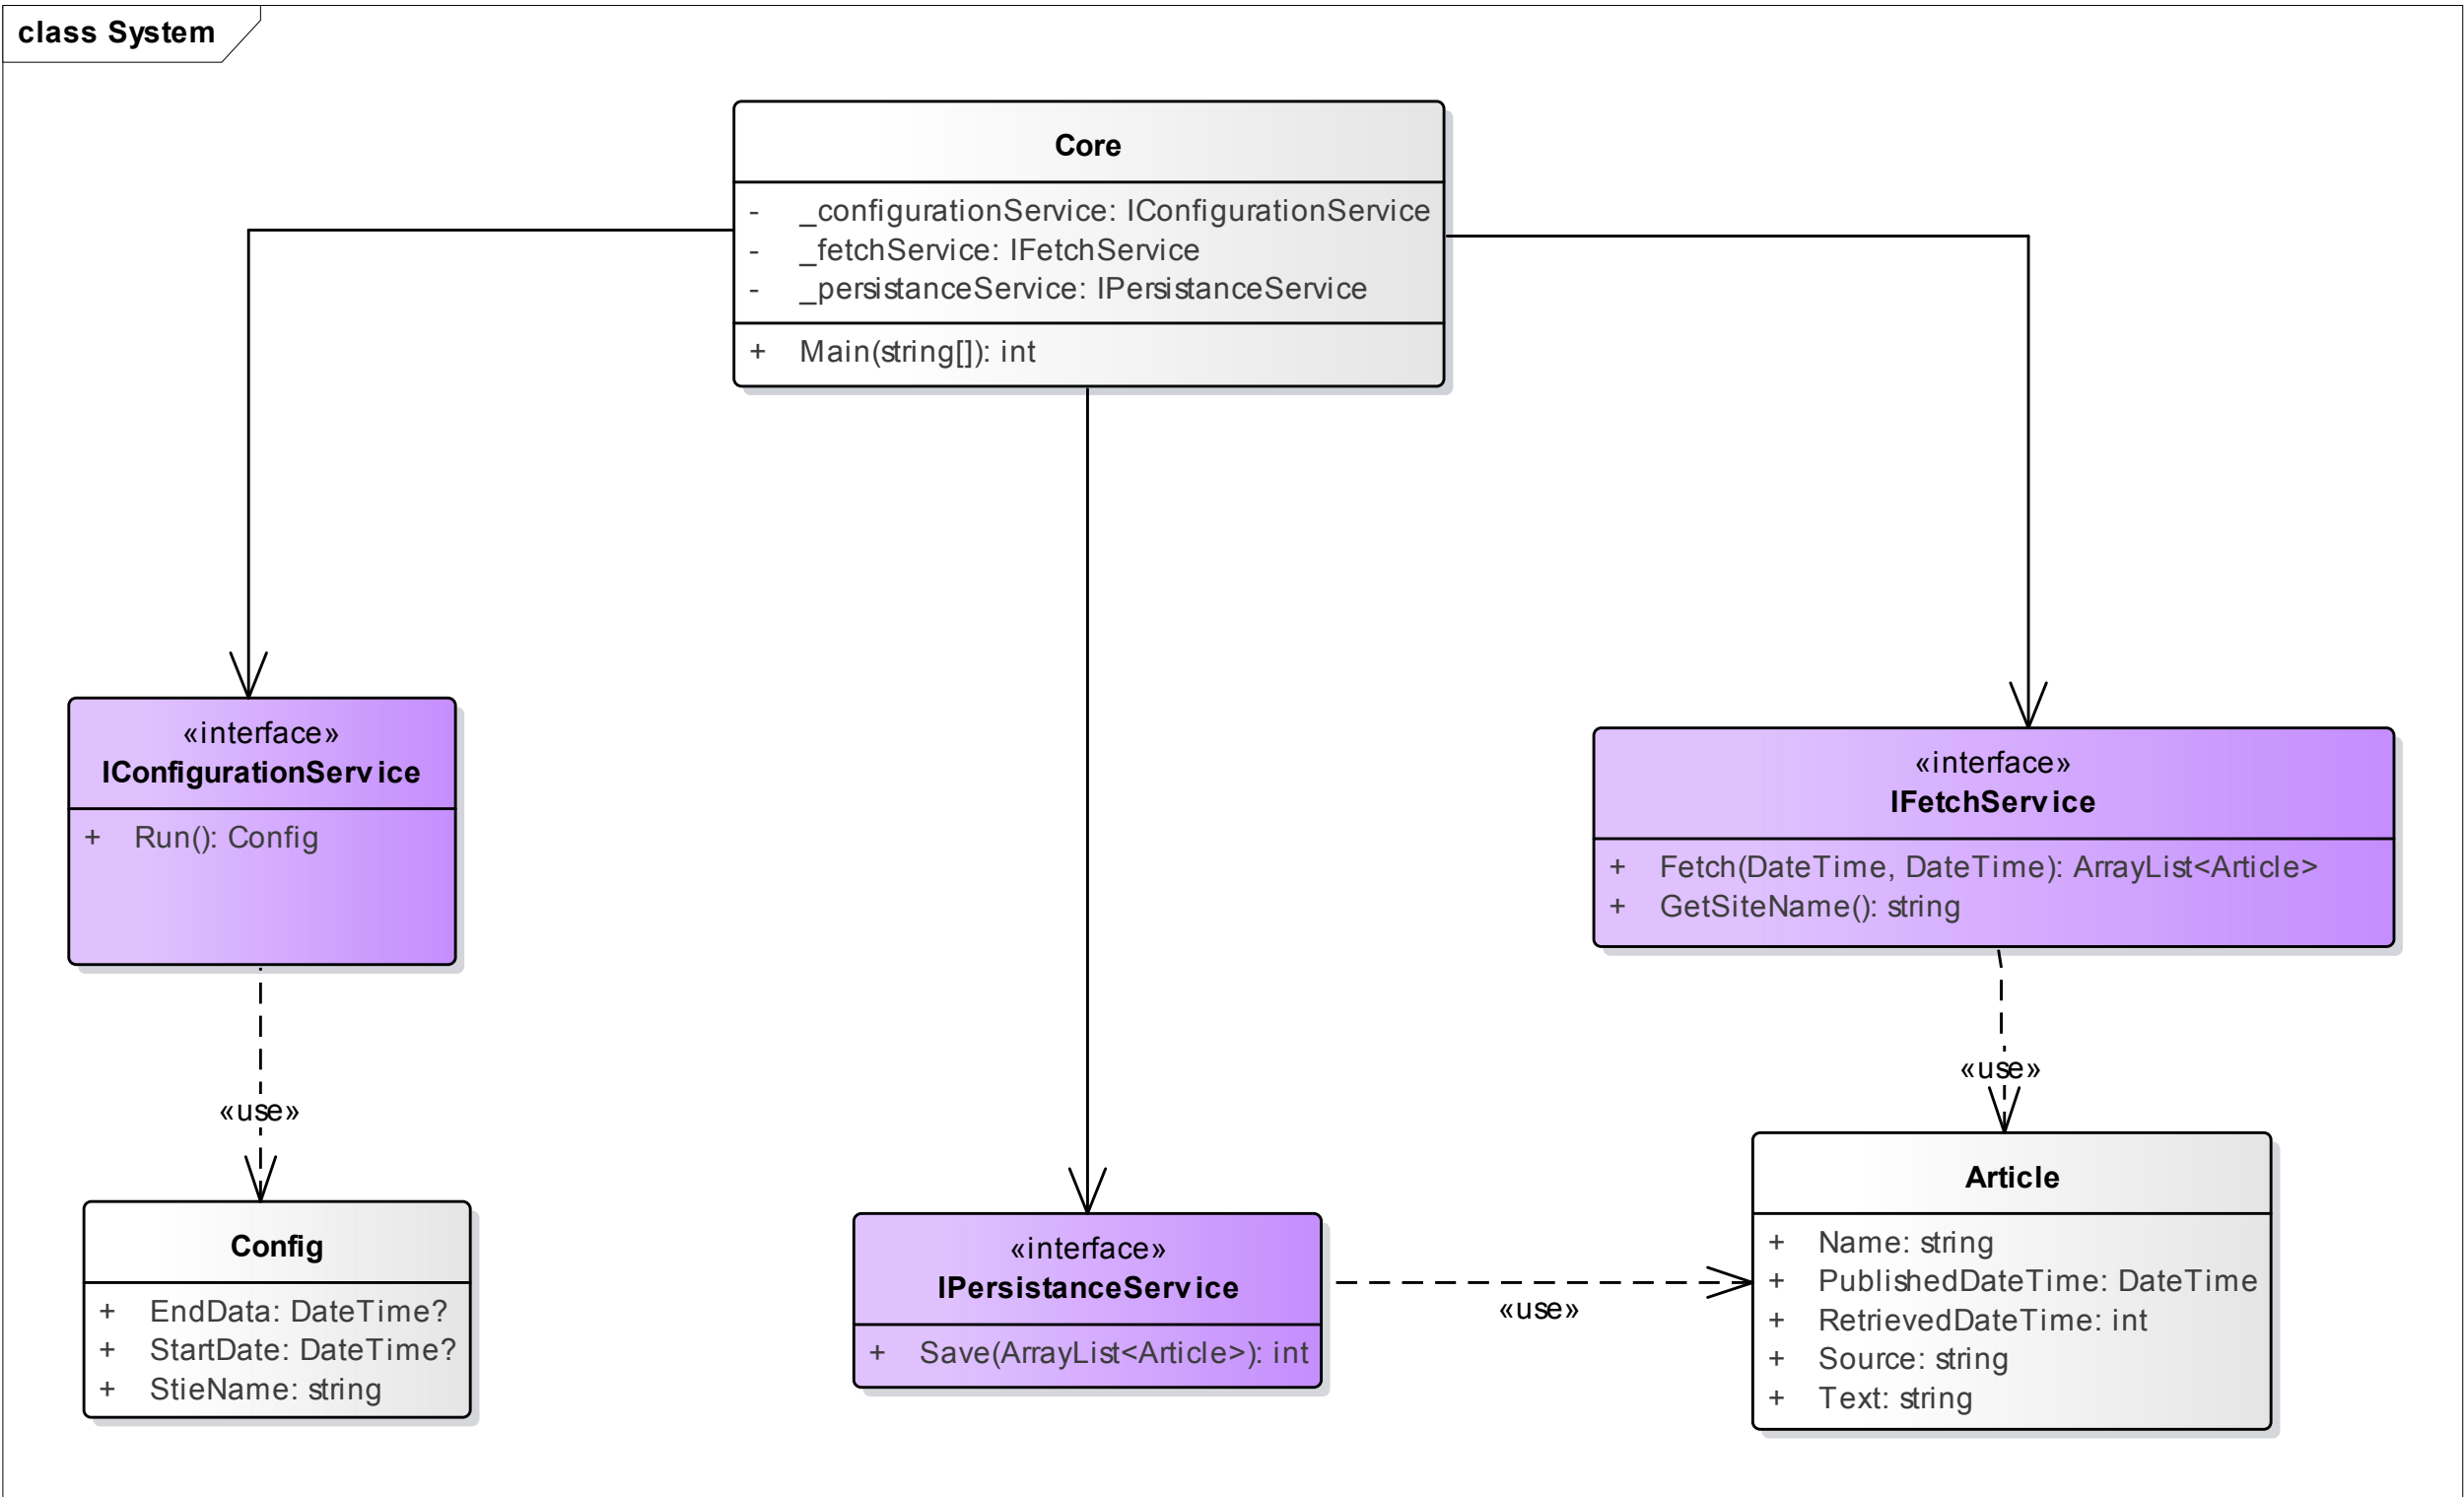 class System
Core
- _configurationService: IConfigurationService
- _fetchService: IFetchService
- _persistanceService: IPersistanceService
+ Main(string[]): int
«interface»
IConfigurationService
+ Run(): Config
«interface»
IFetchService
+ Fetch(DateTime, DateTime): ArrayList<Article>
+ GetSiteName(): string
«use»
«use»
Config
+ EndData: DateTime?
+ StartDate: DateTime?
+ StieName: string
«interface»
IPersistanceService
+ Save(ArrayList<Article>): int
«use»
Article
+ Name: string
+ PublishedDateTime: DateTime
+ RetrievedDateTime: int
+ Source: string
+ Text: string